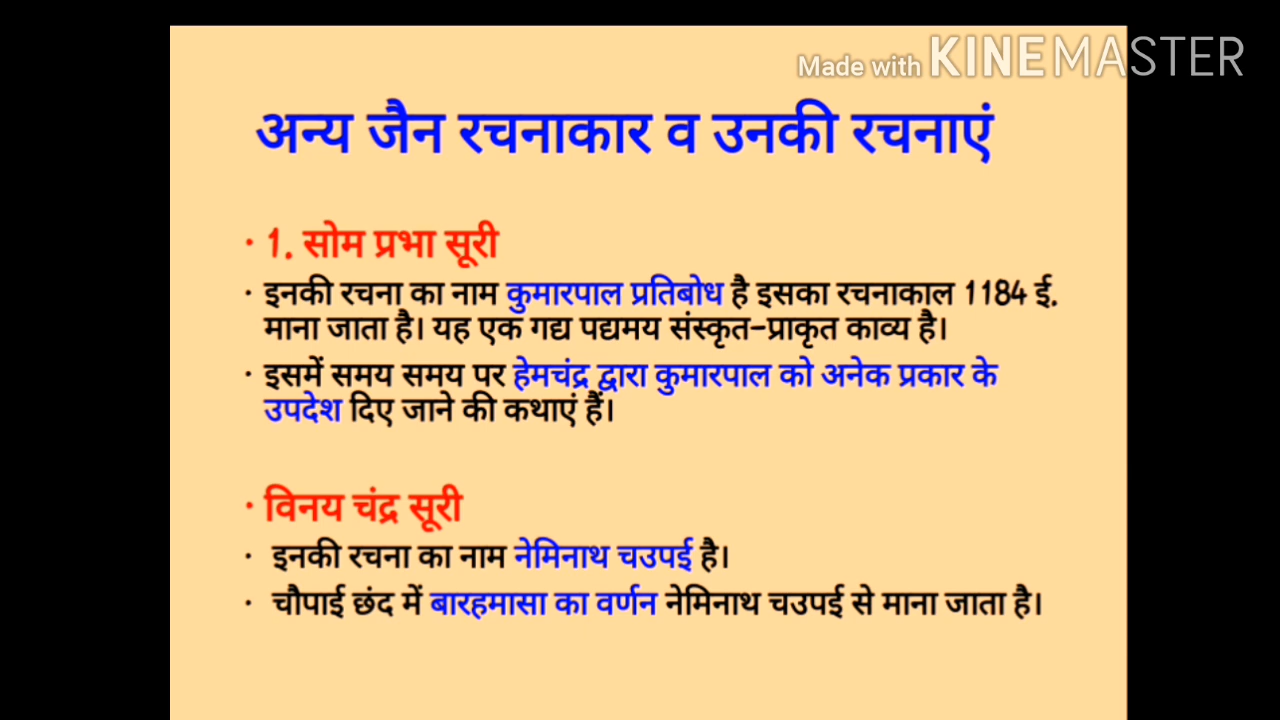 Made with KINEMASTER
अन्य जैन रचनाकार व उनकी रचनाएं
• 1. सोम प्रभा सूरी
• इनकी रचना का नाम कुमारपाल प्रतिबोध है इसका रचनाकाल 1184 ई.
माना जाता है। यह एक गद्य पद्यमय संस्कृत-प्राकृत काव्य है।
• इसमें समय समय पर हेमचंद्र द्वारा कुमारपाल को अनेक प्रकार के
उपदेश दिए जाने की कथाएं हैं।
• विनय चंद्र सूरी
• इनकी रचना का नाम नेमिनाथ चउपई है।
• चौपाई छंद में बारहमासा का वर्णन नेमिनाथ चउपई से माना जाता है।